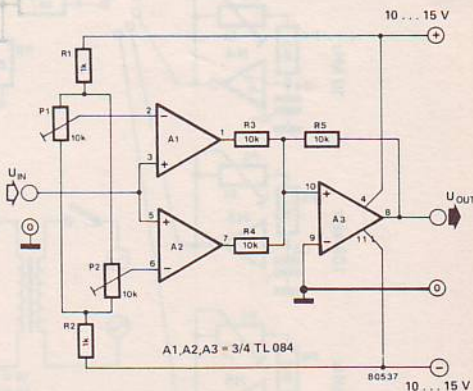 10 ... 15 V
+
R1
1k
P1
10k
2
−
A1
1
3
+
R3
10k
R5
10k
U IN
0
5
+
A2
7
6
−
R4
10k
10
+
A3
4
8
9
−
11
U OUT
0
P2
10k
R2
1k
A1,A2,A3 = 3/4 TL 084
80537
−
10 ... 15 V